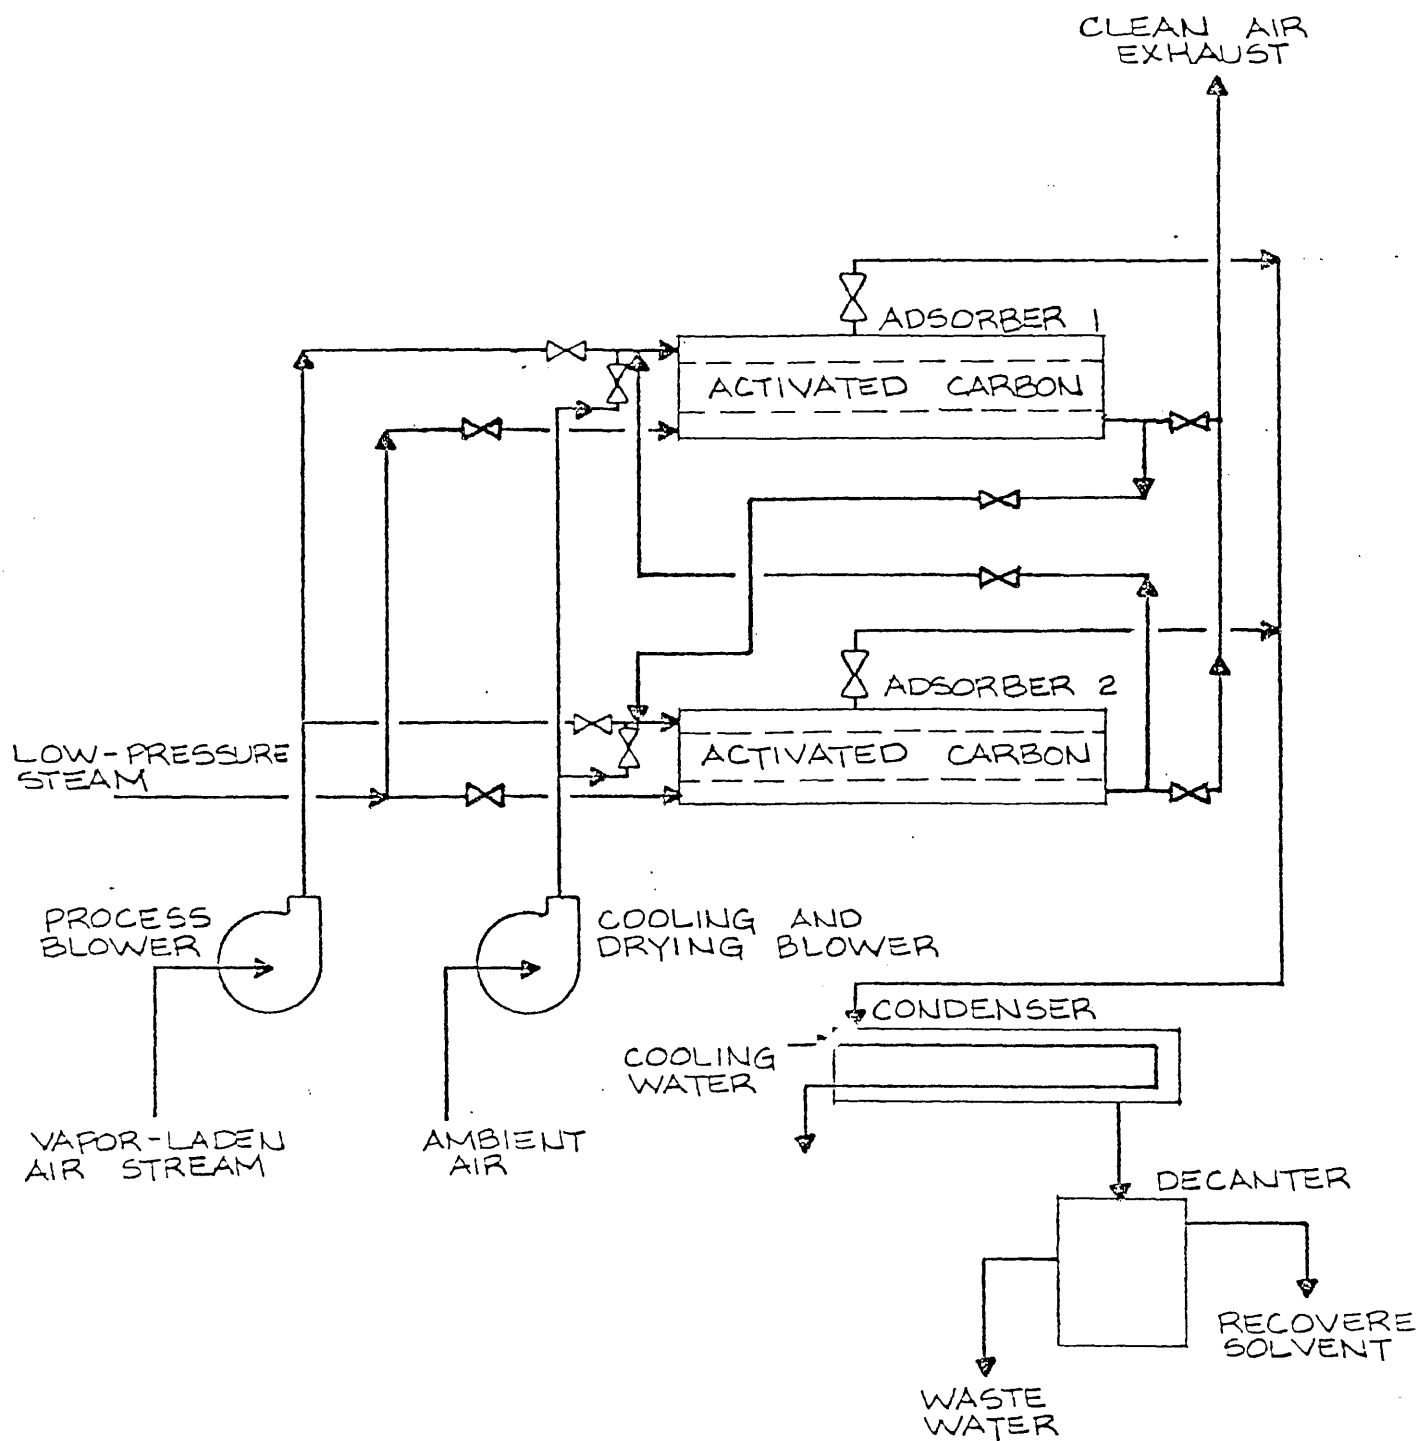 CLEAN AIR
EXHAUST
ADSORBER 1
ACTIVATED CARBON
ADSORBER 2
ACTIVATED CARBON
LOW-PRESSURE
STEAM
PROCESS
BLOWER
COOLING AND
DRYING BLOWER
CONDENSER
COOLING
WATER
VAPOR-LADEN
AIR STREAM
AMBIENT
AIR
DECANTER
RECOVERE
SOLVENT
WASTE
WATER